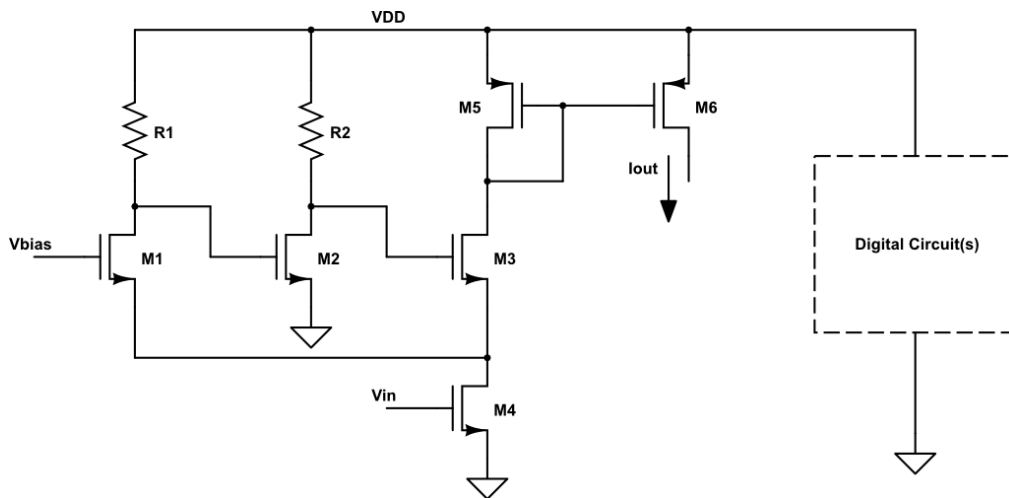 VDD
R1
R2
M5
M6
Iout
Vbias
M1
M2
M3
Digital Circuit(s)
Vin
M4